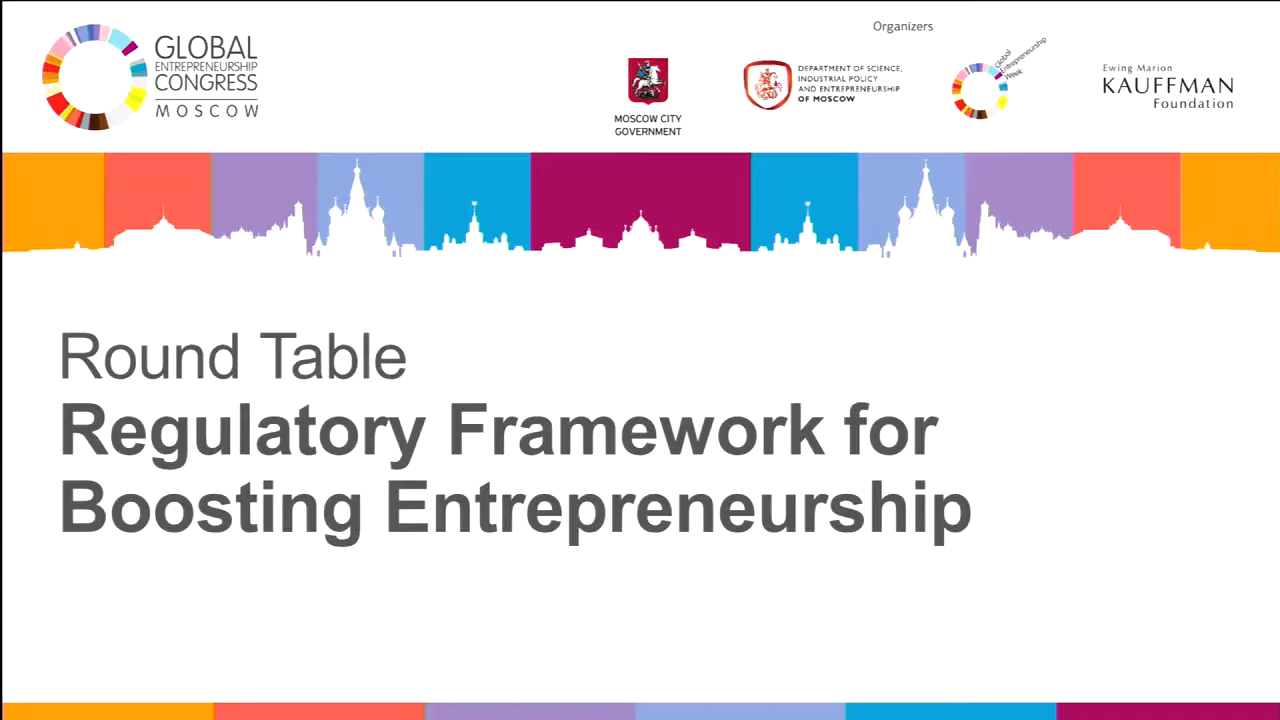 GLOBAL
ENTREPRENEURSHIP
CONGRESS
MOSCOW
Organizers
MOSCOW CITY
GOVERNMENT
DEPARTMENT OF SCIENCE,
INDUSTRIAL POLICY
AND ENTREPRENEURSHIP
OF MOSCOW
Global
Entrepreneurship
Week
Ewing Marion
KAUFFMAN
Foundation
Round Table
Regulatory Framework for
Boosting Entrepreneurship